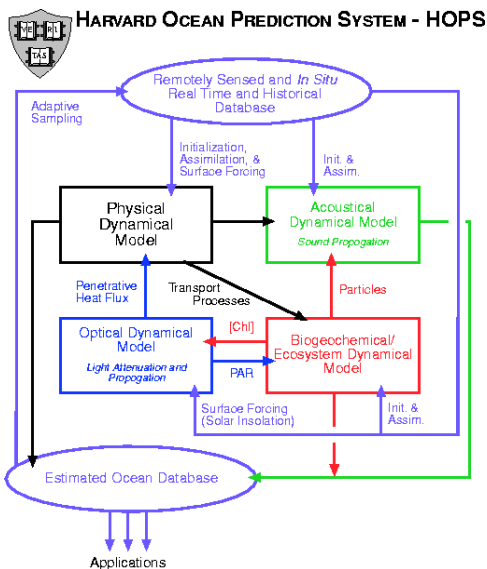 HARVARD OCEAN PREDICTION SYSTEM - HOPS
VE RI
TAS
Remotely Sensed and In Situ
Real Time and Historical
Database
Adaptive
Sampling
Initialization,
Assimilation, &
Surface Forcing
Init. &
Assim.
Physical
Dynamical
Model
Acoustical
Dynamical Model
Sound Propogation
Penetrative
Heat Flux
Transport
Processes
Particles
Optical Dynamical
Model
Light Attenuation and
Propogation
[Chl]
PAR
Biogeochemical/
Ecosystem Dynamical
Model
Surface Forcing
(Solar Insolation)
Init. &
Assim.
Estimated Ocean Database
Applications